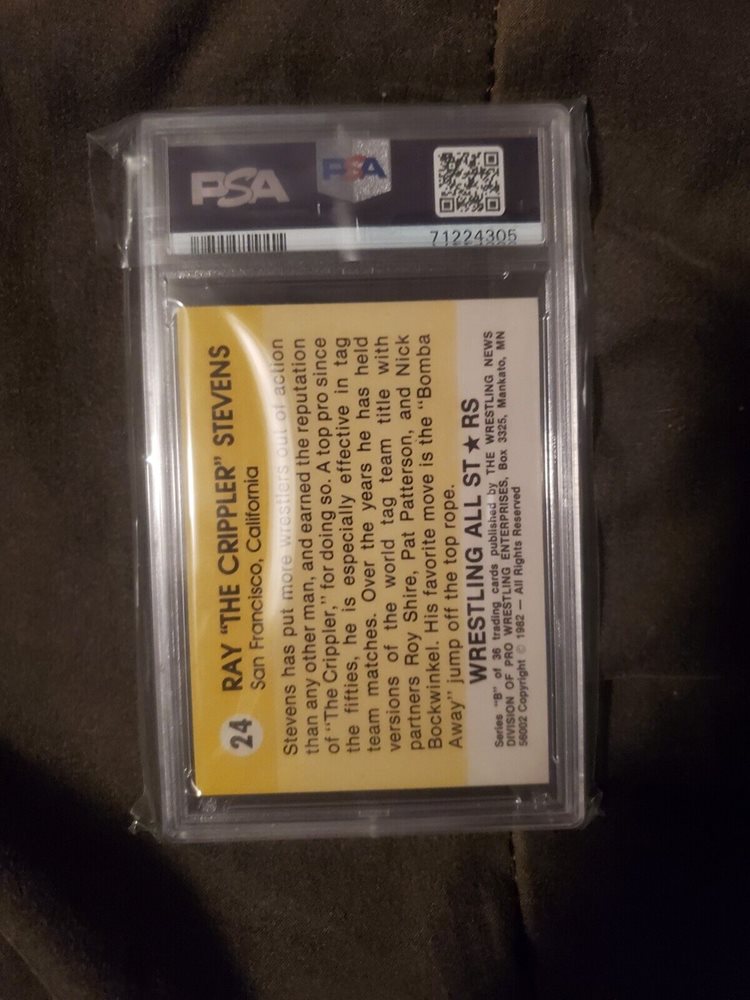 PSA
PSA
71224305
24 RAY "THE CRIPPLER" STEVENS
San Francisco, California
Stevens has put more wrestlers out of action
than any other man, and earned the reputation
of "The Crippler," for doing so. A top pro since
the fifties, he is especially effective in tag
team matches. Over the years he has held
versions of the world tag team title with
partners Roy Shire, Pat Patterson, and Nick
Bockwinkel. His favorite move is the "Bomba
Away" jump off the top rope.
WRESTLING ALL ST★RS
Series "B" of 36 trading cards published by THE WRESTLING NEWS
DIVISION OF PRO WRESTLING ENTERPRISES, Box 3325, Mankato, MN
56002 Copyright © 1982 — All Rights Reserved